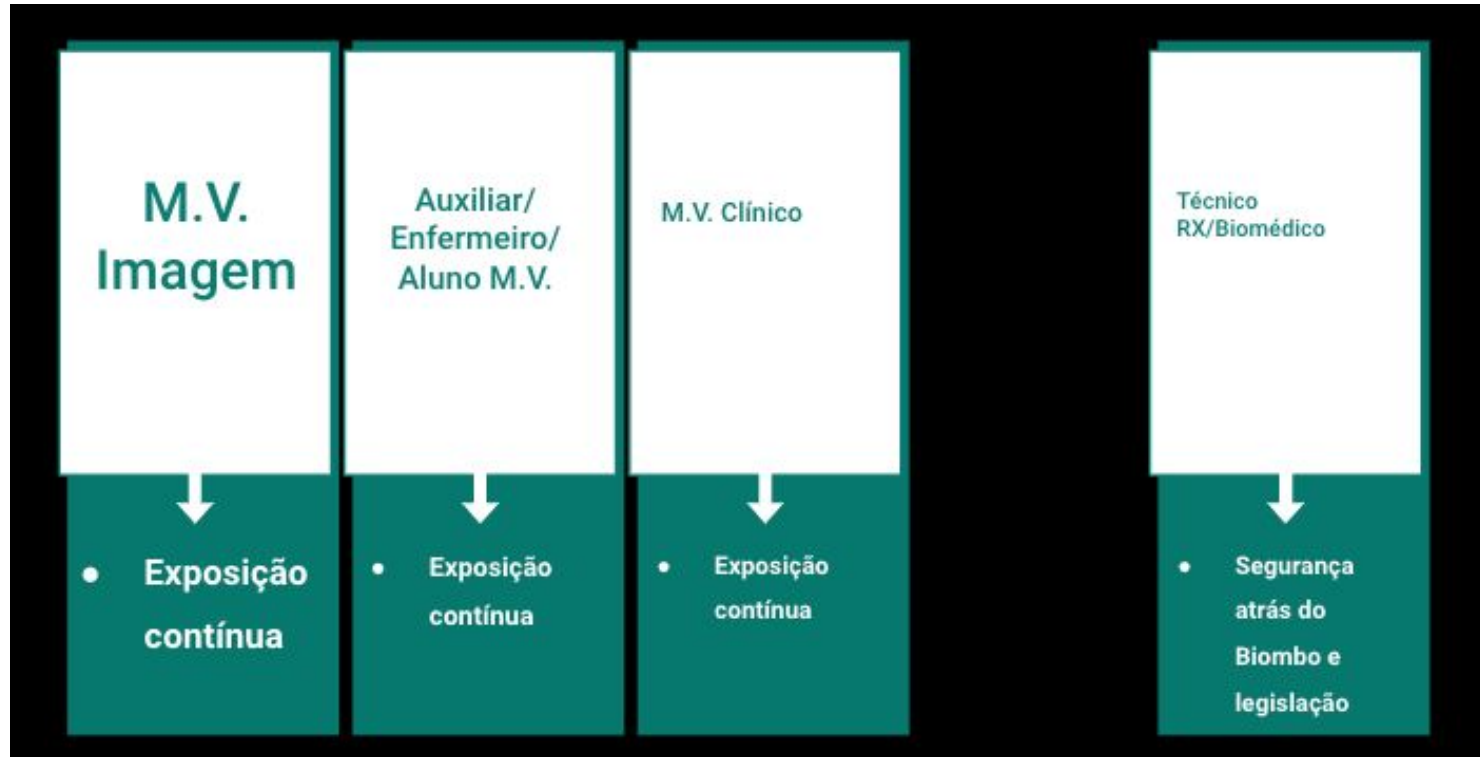 M.V.
Imagem
• Exposição
contínua
Auxiliar/
Enfermeiro/
Aluno M.V.
• Exposição
contínua
M.V. Clínico
• Exposição
contínua
Técnico
RX/Biomédico
• Segurança
atrás do
Biombo e
legislação